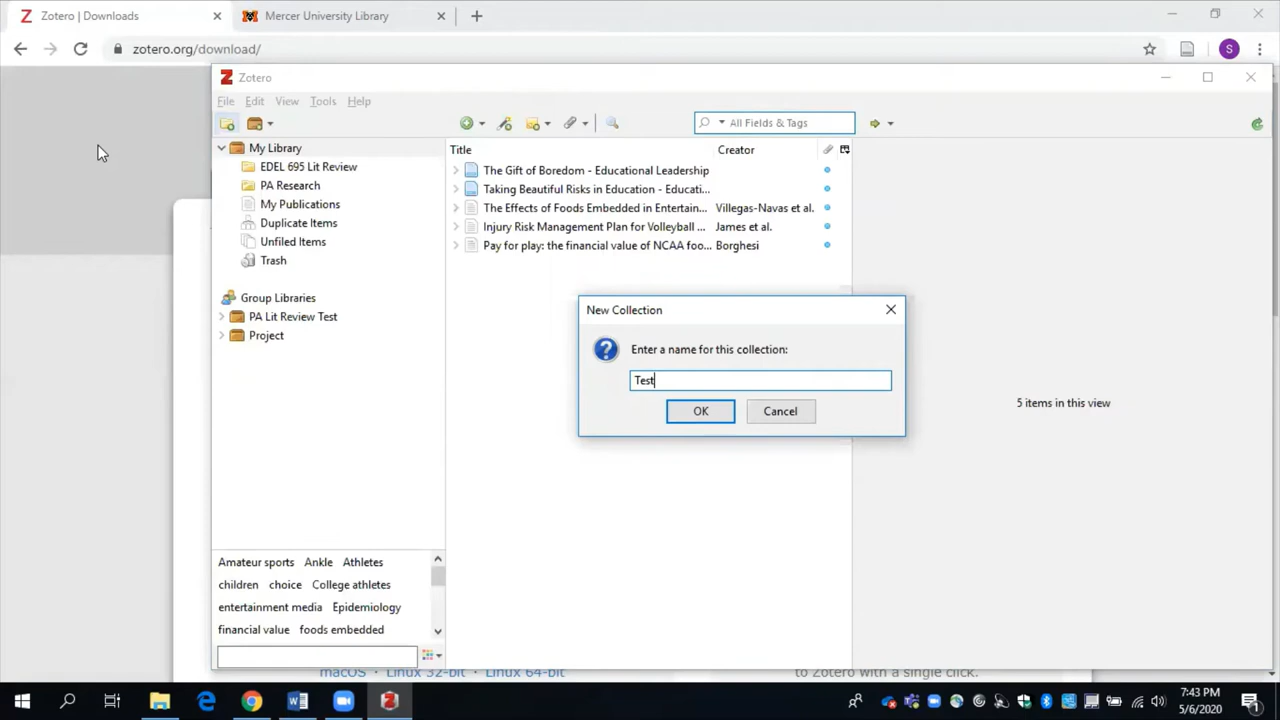 Zotero | Downloads
Mercer University Library
zotero.org/download/
S
Zotero
File Edit View Tools Help
All Fields & Tags
My Library
EDEL 695 Lit Review
PA Research
My Publications
Duplicate Items
Unfiled Items
Trash
Group Libraries
PA Lit Review Test
Project
Title Creator
The Gift of Boredom - Educational Leadership
Taking Beautiful Risks in Education - Educati...
The Effects of Foods Embedded in Entertain... Villegas-Navas et al.
Injury Risk Management Plan for Volleyball ... James et al.
Pay for play: the financial value of NCAA foo... Borghesi
New Collection
Enter a name for this collection:
Test
OK Cancel
5 items in this view
Amateur sports Ankle Athletes
children choice College athletes
entertainment media Epidemiology
financial value foods embedded
macOS · Linux 32-bit · Linux 64-bit
to Zotero with a single click.
7:43 PM
5/6/2020
1